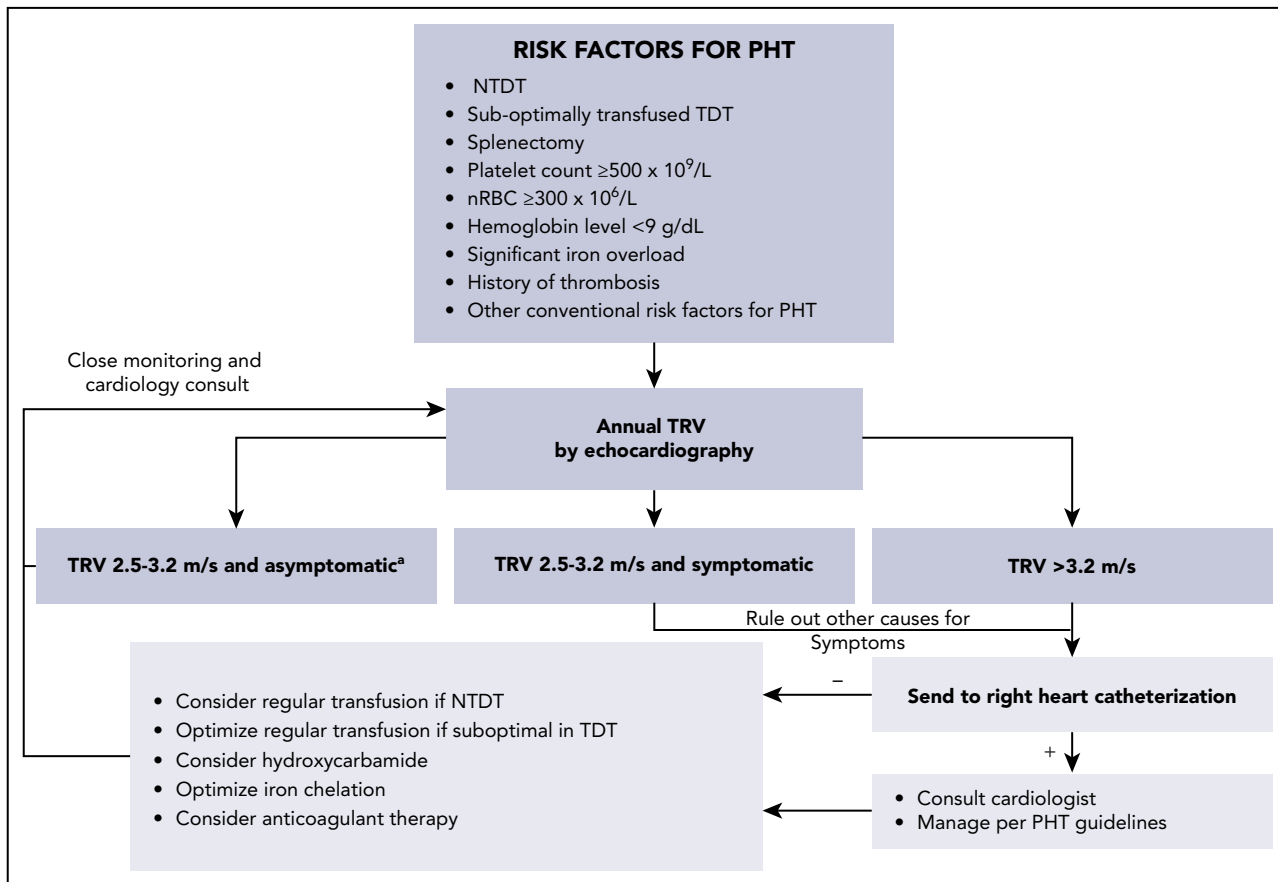 RISK FACTORS FOR PHT
• NTDT
• Sub-optimally transfused TDT
• Splenectomy
• Platelet count ≥500 x 10⁹/L
• nRBC ≥300 x 10⁶/L
• Hemoglobin level <9 g/dL
• Significant iron overload
• History of thrombosis
• Other conventional risk factors for PHT
Close monitoring and
cardiology consult
Annual TRV
by echocardiography
TRV 2.5-3.2 m/s and asymptomaticᵃ
TRV 2.5-3.2 m/s and symptomatic
TRV >3.2 m/s
Rule out other causes for
Symptoms
• Consider regular transfusion if NTDT
• Optimize regular transfusion if suboptimal in TDT
• Consider hydroxycarbamide
• Optimize iron chelation
• Consider anticoagulant therapy
–
Send to right heart catheterization
+
• Consult cardiologist
• Manage per PHT guidelines